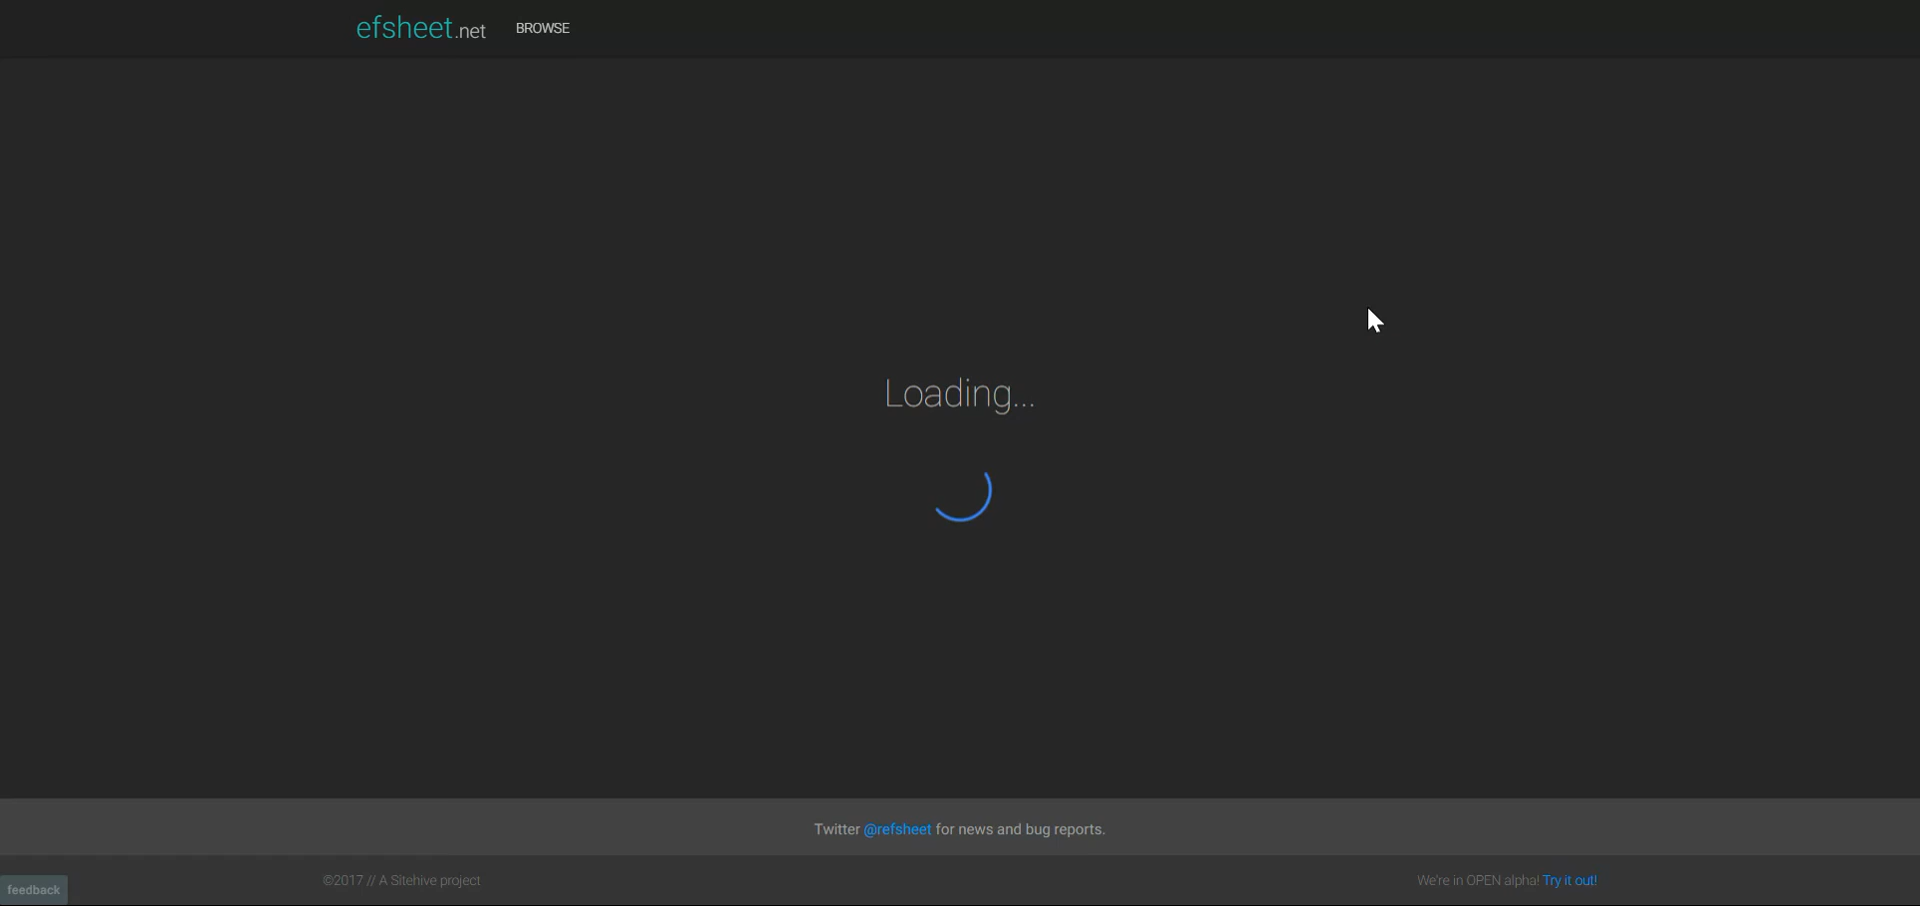 efsheet.net BROWSE
Loading...
Twitter @refsheet for news and bug reports.
©2017 // A Sitehive project We're in OPEN alpha! Try it out!
feedback